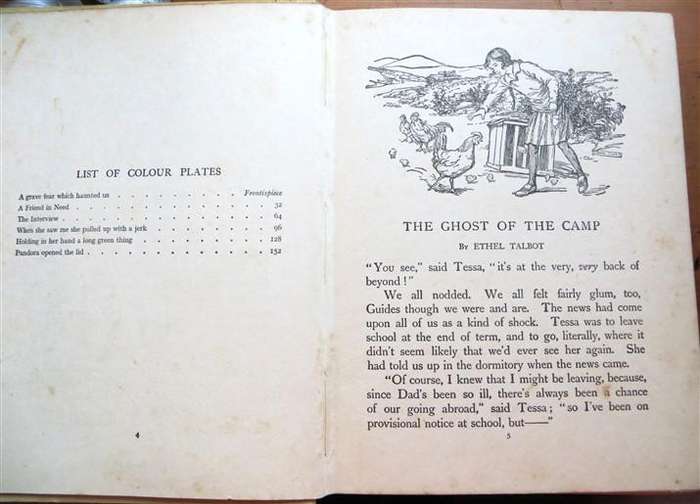 LIST OF COLOUR PLATES
A grave fear which haunted us . . . . . . . . . Frontispiece
A Friend in Need . . . . . . . . . . . 32
The Interview . . . . . . . . . . . . 64
When she saw me she pulled up with a jerk . . . . . . . 96
Holding in her hand a long green thing . . . . . . . . 128
Pandora opened the lid . . . . . . . . . . . 152
4
THE GHOST OF THE CAMP
By ETHEL TALBOT
"You see," said Tessa, "it's at the very, very back of
beyond!"
We all nodded. We all felt fairly glum, too,
Guides though we were and are. The news had come
upon all of us as a kind of shock. Tessa was to leave
school at the end of term, and to go, literally, where it
didn't seem likely that we'd ever see her again. She
had told us up in the dormitory when the news came.
"Of course, I knew that I might be leaving, because,
since Dad's been so ill, there's always been a chance
of our going abroad," said Tessa; "so I've been on
provisional notice at school, but——"
5